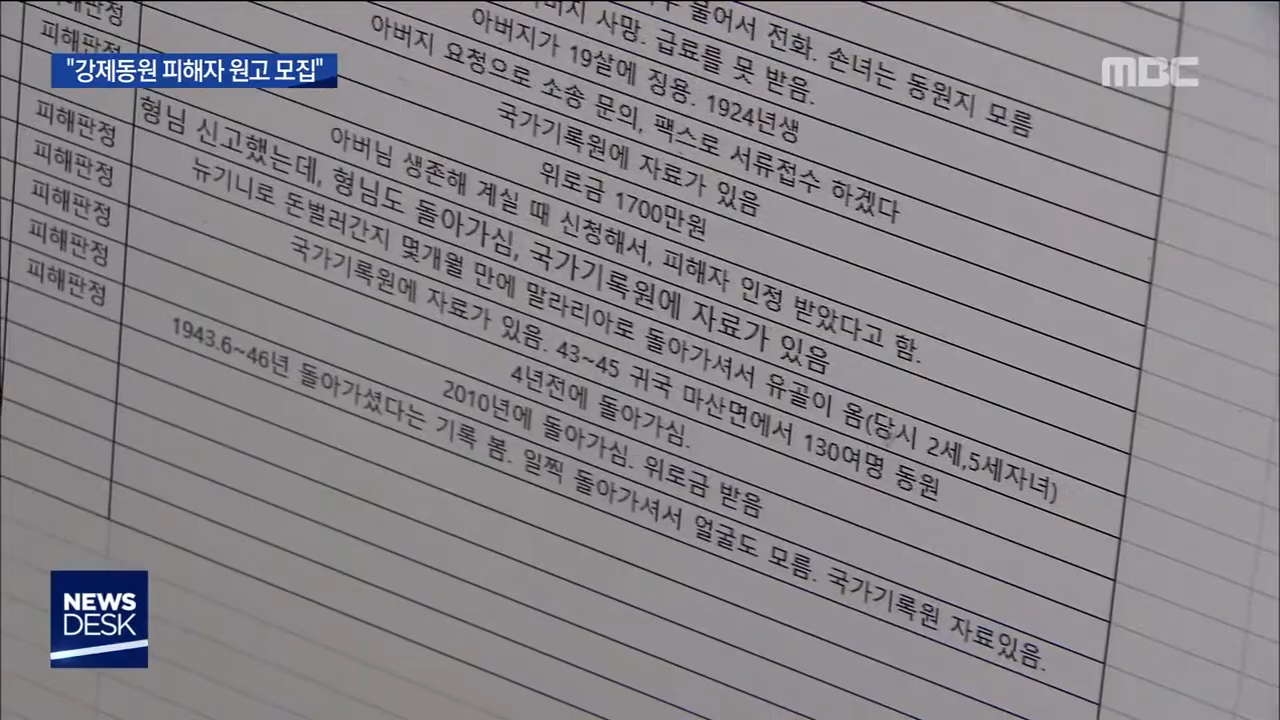 "강제동원 피해자 원고 모집"
MBC
불어서 전화. 손녀는 동원지 모름
사망. 급료를 못 받음.
아버지가 19살에 징용. 1924년생
아버지 요청으로 소송 문의, 팩스로 서류접수 하겠다
국가기록원에 자료가 있음
위로금 1700만원
피해판정 아버님 생존해 계실 때 신청해서, 피해자 인정 받았다고 함.
피해판정 형님 신고했는데, 형님도 돌아가심, 국가기록원에 자료가 있음
피해판정 뉴기니로 돈벌러간지 몇개월 만에 말라리아로 돌아가셔서 유골이 옴(당시 2세,5세자녀)
피해판정 국가기록원에 자료가 있음. 43~45 귀국 마산면에서 130여명 동원
피해판정 4년전에 돌아가심.
2010년에 돌아가심. 위로금 받음
1943.6~46년 돌아가셨다는 기록 봄. 일찍 돌아가셔서 얼굴도 모름. 국가기록원 자료있음.
NEWS
DESK